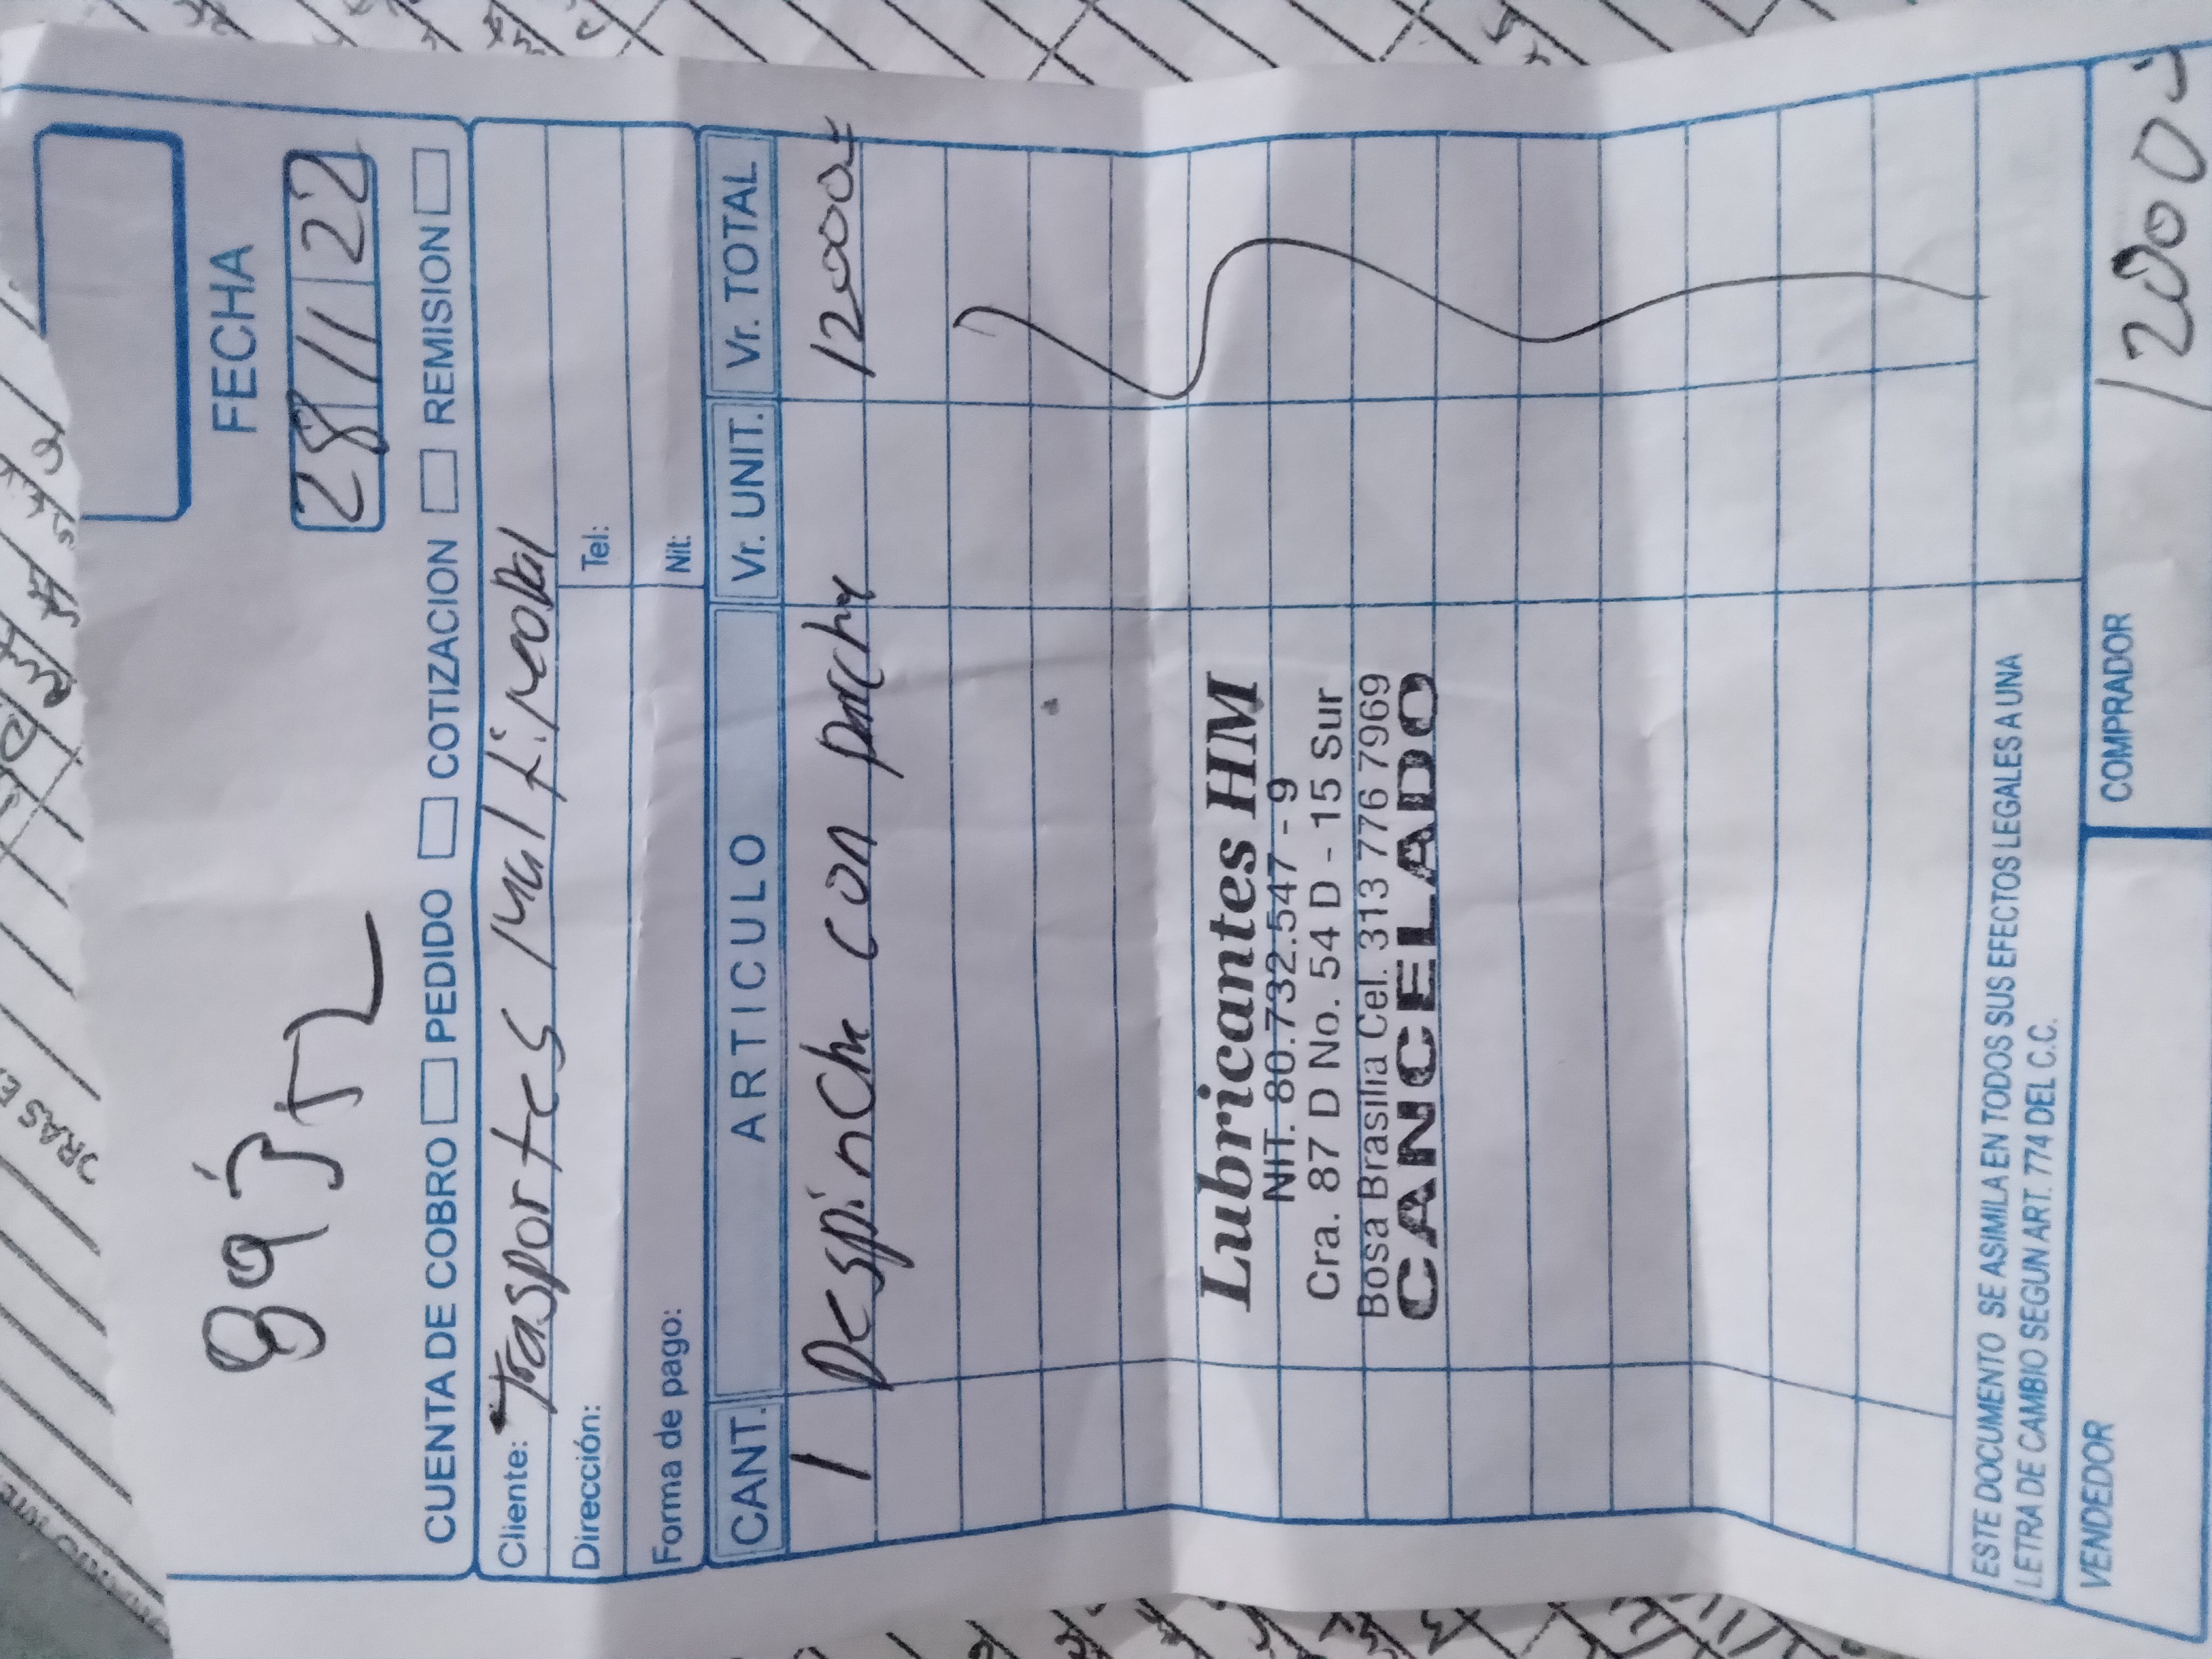 FECHA
28 11 22
CUENTA DE COBRO PEDIDO COTIZACION REMISION
Cliente: Trasportes Multimodal
Dirección: Tel:
Forma de pago: Nit:
CANT. ARTICULO Vr. UNIT. Vr. TOTAL
1 DespinChe con parche 12000=
Lubricantes HM
NIT. 80.732.547 - 9
Cra. 87 D No. 54 D - 15 Sur
Bosa Brasilia Cel. 313 776 7969
CANCELADO
ESTE DOCUMENTO SE ASIMILA EN TODOS SUS EFECTOS LEGALES A UNA
LETRA DE CAMBIO SEGUN ART. 774 DEL C.C.
VENDEDOR COMPRADOR